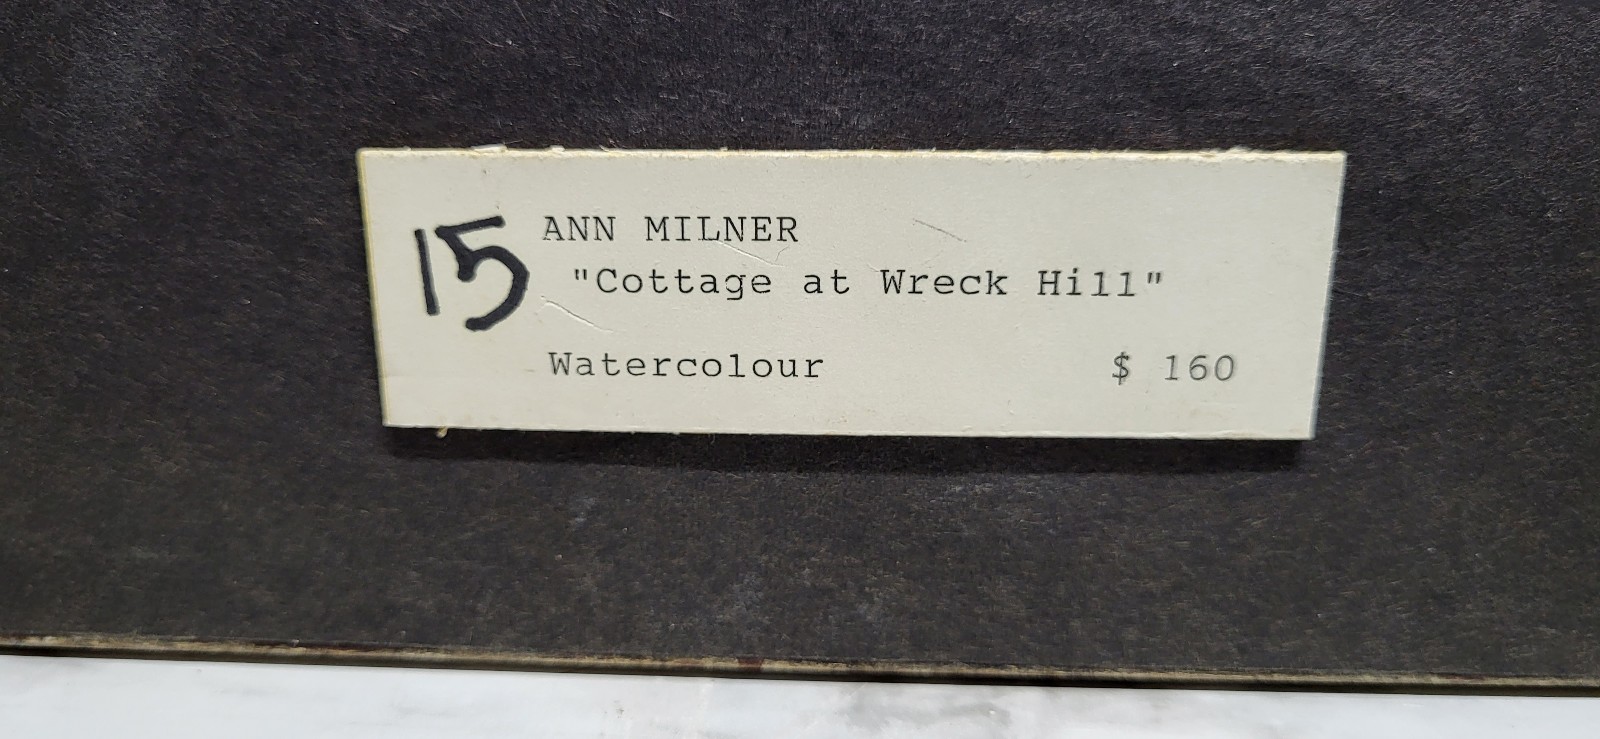 15 ANN MILNER
"Cottage at Wreck Hill"
Watercolour $ 160